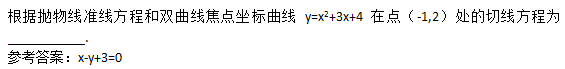 根据抛物线准线方程和双曲线焦点坐标曲线 y=x²+3x+4 在点（-1,2）处的切线方程为
____________.
参考答案：x-y+3=0